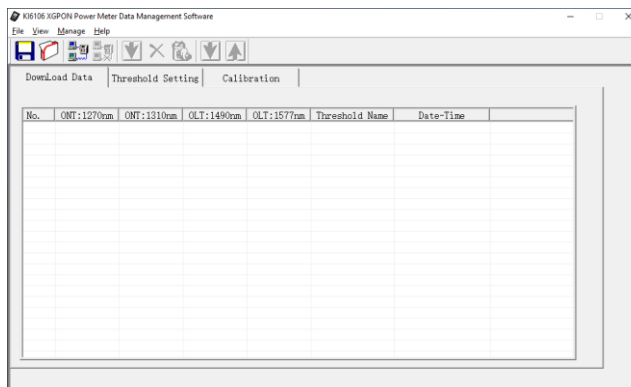 KI6106 XGPON Power Meter Data Management Software
File View Manage Help
DownLoad Data Threshold Setting Calibration
No. ONT:1270nm ONT:1310nm OLT:1490nm OLT:1577nm Threshold Name Date-Time